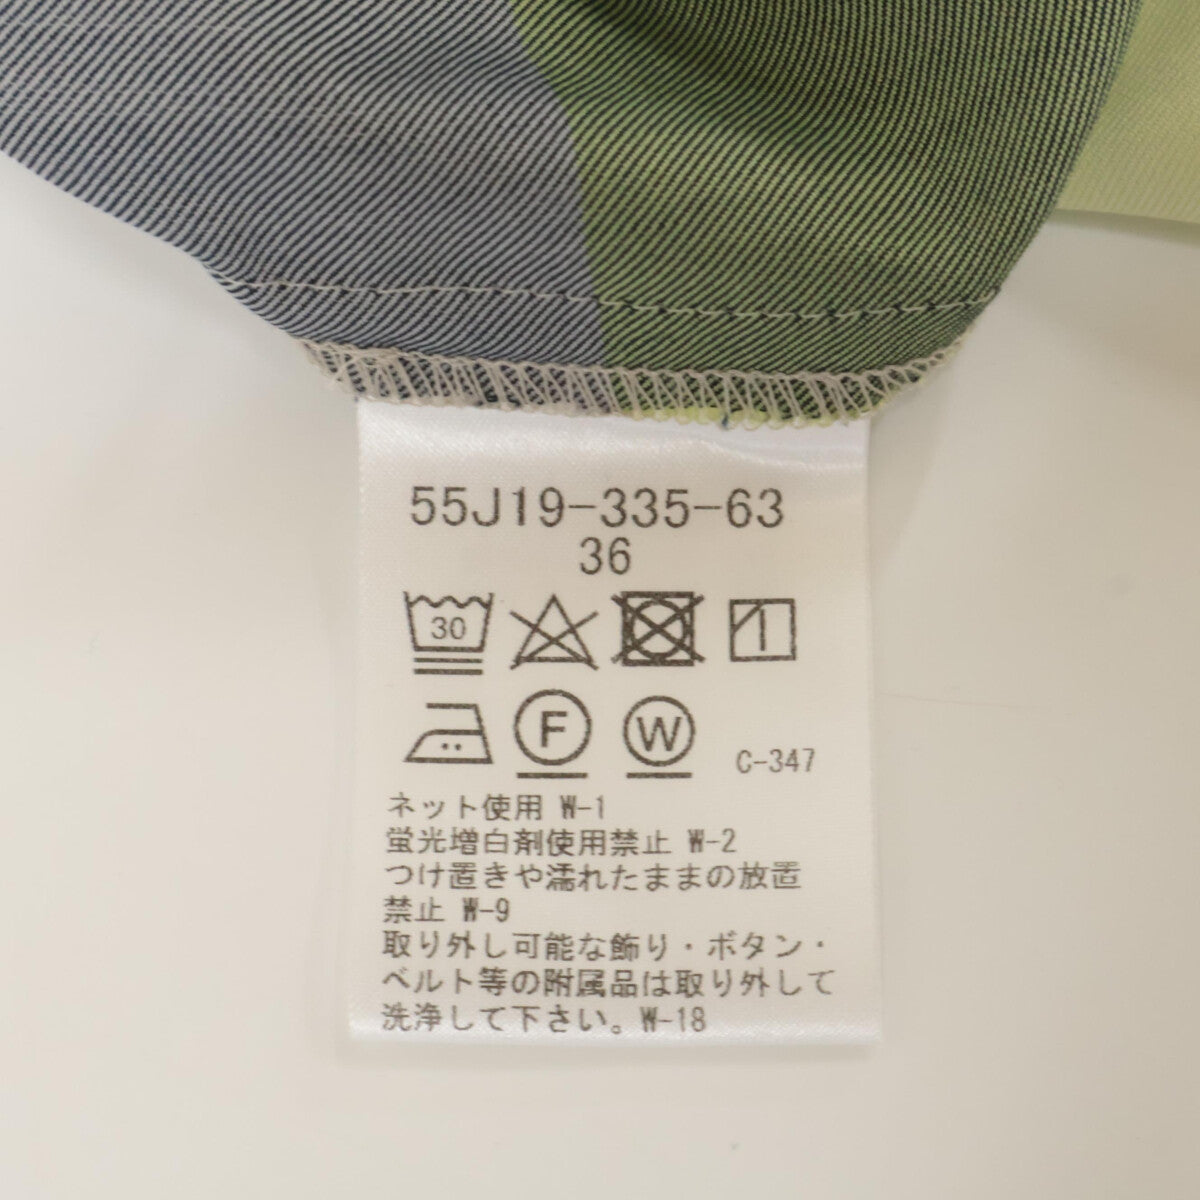 55J19-335-63
36
30
F W C-347
ネット使用 W-1
蛍光増白剤使用禁止 W-2
つけ置きや濡れたままの放置
禁止 W-9
取り外し可能な飾り・ボタン・
ベルト等の附属品は取り外して
洗浄して下さい。W-18